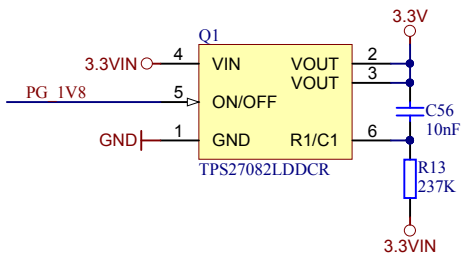 3.3V
Q1
3.3VIN 4 VIN VOUT 2
VOUT 3
PG_1V8 5 ON/OFF
C56
10nF
GND 1 GND R1/C1 6
TPS27082LDDCR
R13
237K
3.3VIN